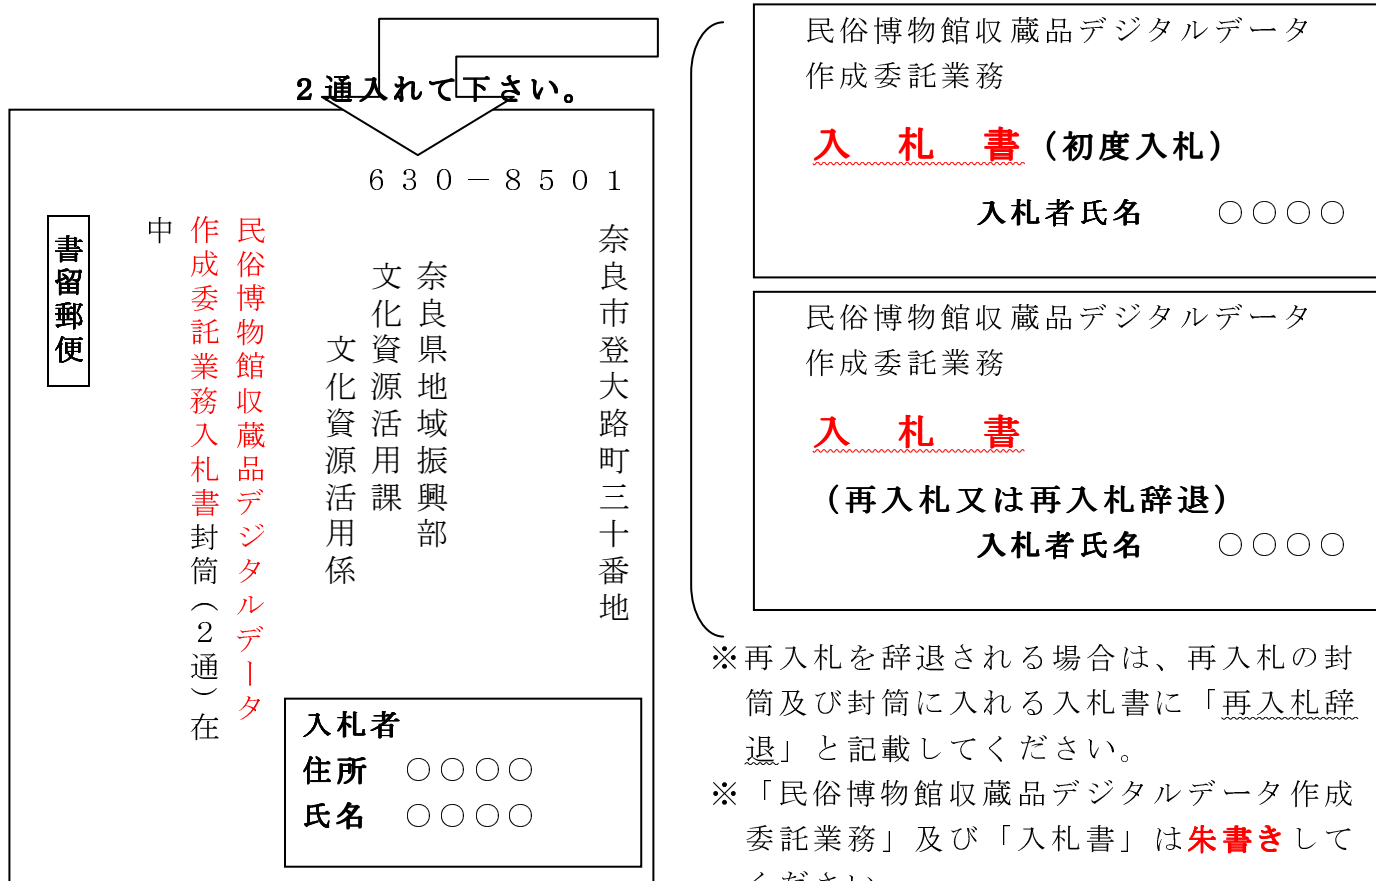 ２通入れて下さい。
６３０－８５０１
奈良市登大路町三十番地
奈良県地域振興部
文化資源活用課
文化資源活用係
民俗博物館収蔵品デジタルデータ
作成委託業務入札書封筒（２通）在
中
書留郵便
入札者
住所　○○○○
氏名　○○○○
民俗博物館収蔵品デジタルデータ
作成委託業務
入　札　書（初度入札）
入札者氏名　　○○○○
民俗博物館収蔵品デジタルデータ
作成委託業務
入　札　書
（再入札又は再入札辞退）
入札者氏名　　○○○○
※再入札を辞退される場合は、再入札の封
筒及び封筒に入れる入札書に「再入札辞
退」と記載してください。
※「民俗博物館収蔵品デジタルデータ作成
委託業務」及び「入札書」は朱書きして
ください